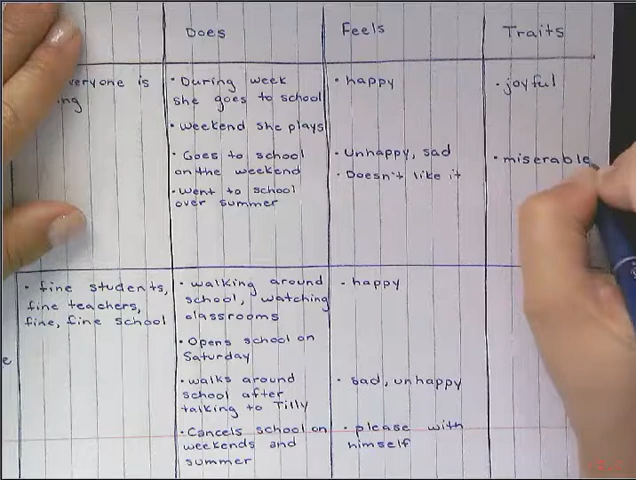 Does
Feels
Traits
everyone is
ing
• During week
she goes to school
• weekend she plays
• Goes to school
on the weekend
• Went to school
over summer
• happy
• Unhappy, sad
• Doesn't like it
• joyful
• miserable
e
• fine students,
fine teachers,
fine, fine school
• walking around
school, watching
classrooms
• Opens school on
Saturday
• walks around
school after
talking to Tilly
• Cancels school on
weekends and
summer
• happy
• sad, unhappy
• please with
himself